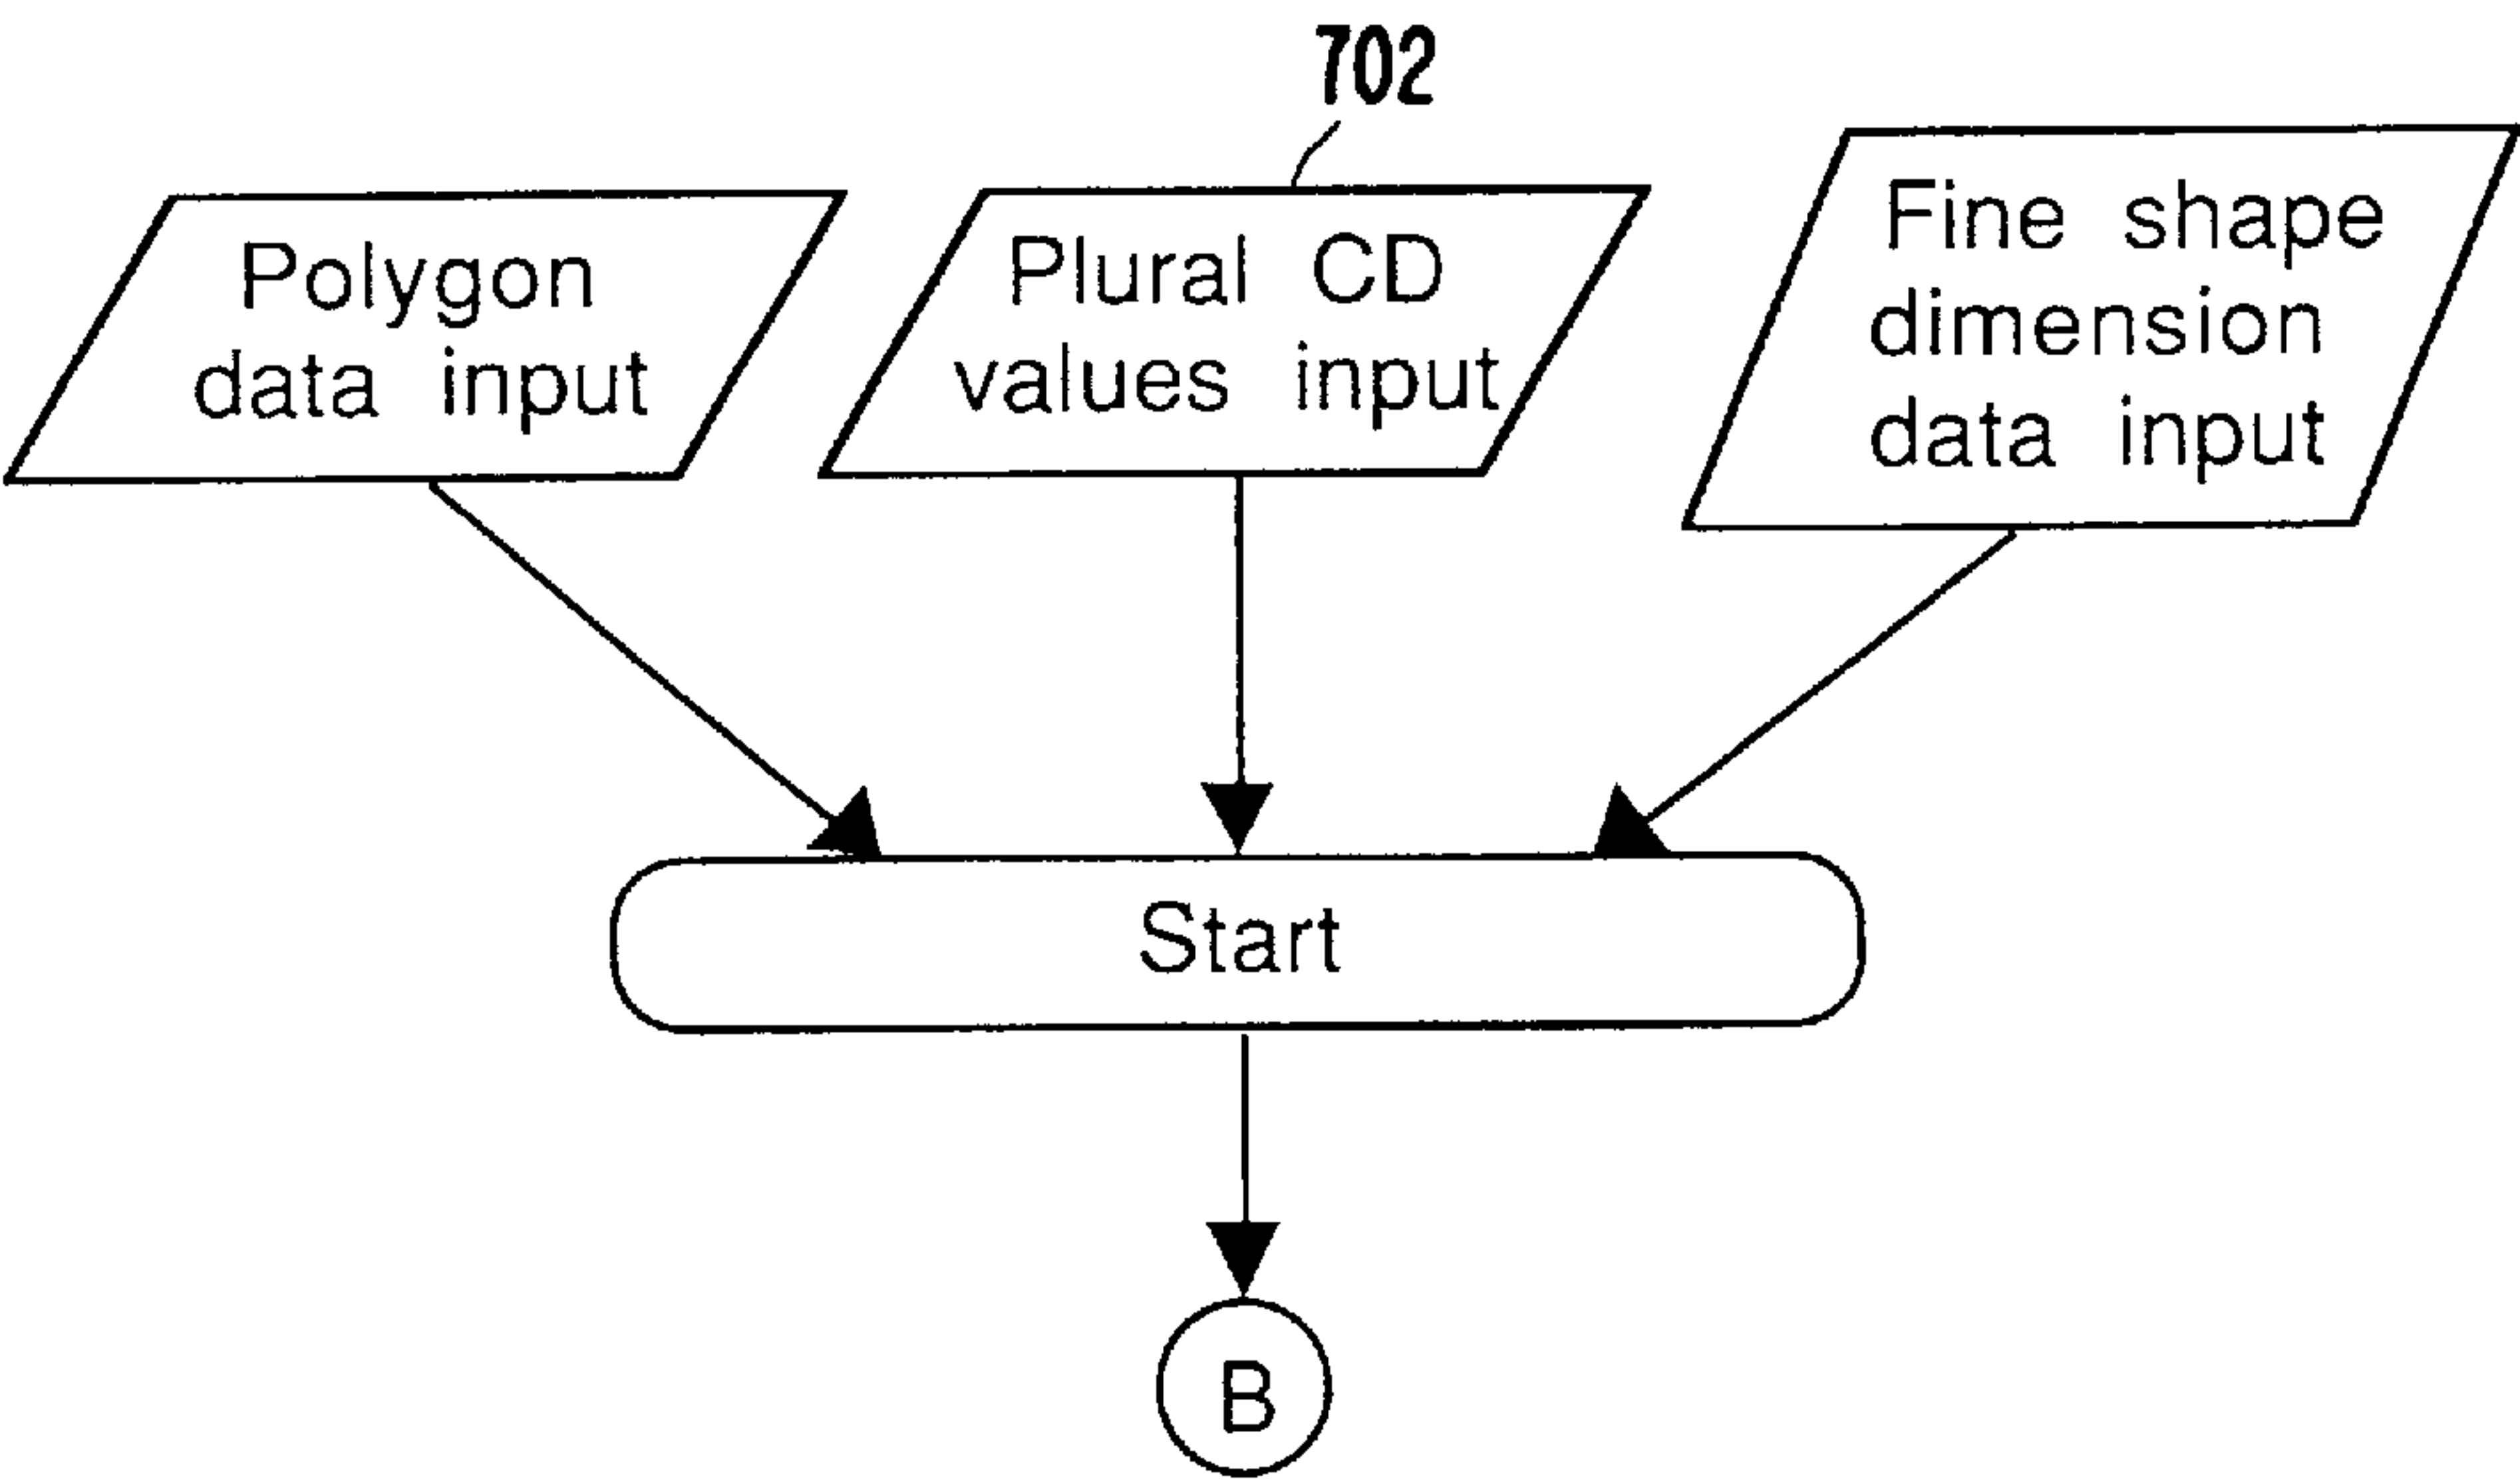 702
Polygon
data input
Plural CD
values input
Fine shape
dimension
data input
Start
B